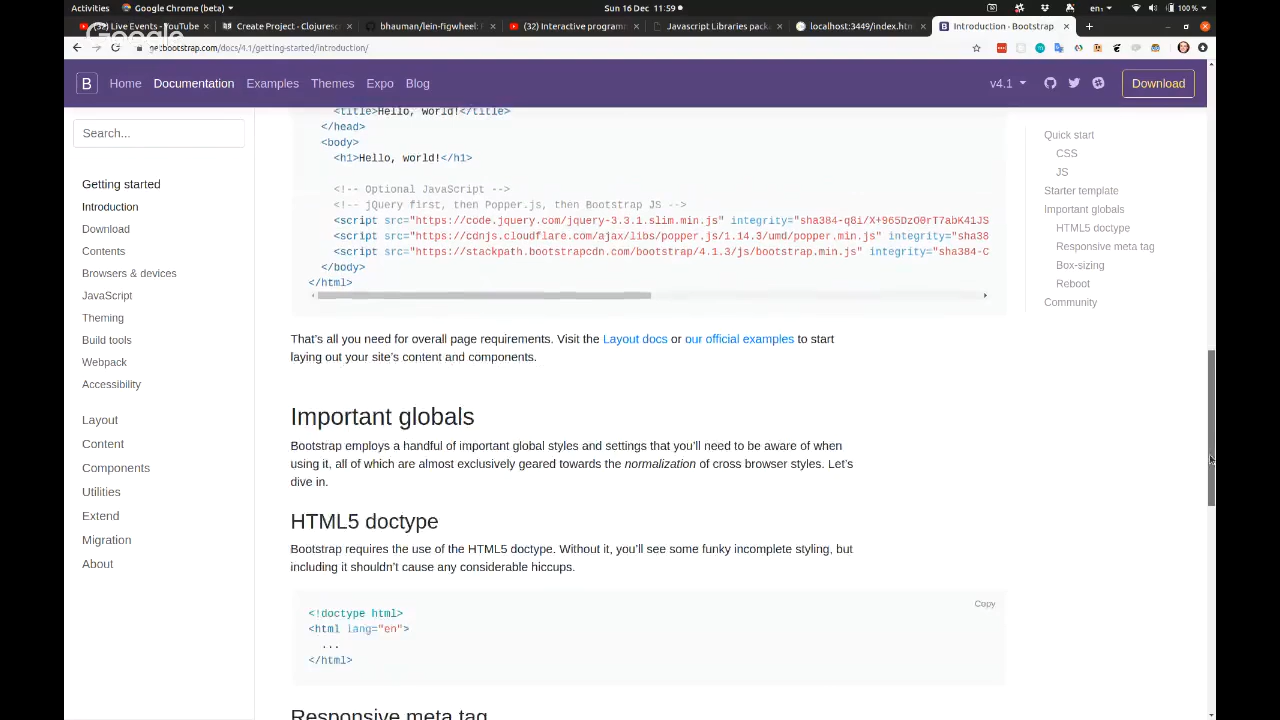 Activities Google Chrome (beta) Sun 16 Dec 11:59 en 100 %
(32) Live Events - YouTube Create Project - Clojuresc bhauman/lein-figwheel: F (32) Interactive programm Javascript Libraries packa localhost:3449/index.htm Introduction · Bootstrap
Google
getbootstrap.com/docs/4.1/getting-started/introduction/
B Home Documentation Examples Themes Expo Blog v4.1 Download
Search...
Getting started
Introduction
Download
Contents
Browsers & devices
JavaScript
Theming
Build tools
Webpack
Accessibility
Layout
Content
Components
Utilities
Extend
Migration
About
<title>Hello, world!</title>
</head>
<body>
<h1>Hello, world!</h1>
<!-- Optional JavaScript -->
<!-- jQuery first, then Popper.js, then Bootstrap JS -->
<script src="https://code.jquery.com/jquery-3.3.1.slim.min.js" integrity="sha384-q8i/X+965DzO0rT7abK41JS
<script src="https://cdnjs.cloudflare.com/ajax/libs/popper.js/1.14.3/umd/popper.min.js" integrity="sha38
<script src="https://stackpath.bootstrapcdn.com/bootstrap/4.1.3/js/bootstrap.min.js" integrity="sha384-C
</body>
</html>
That's all you need for overall page requirements. Visit the Layout docs or our official examples to start
laying out your site's content and components.
Important globals
Bootstrap employs a handful of important global styles and settings that you'll need to be aware of when
using it, all of which are almost exclusively geared towards the normalization of cross browser styles. Let's
dive in.
HTML5 doctype
Bootstrap requires the use of the HTML5 doctype. Without it, you'll see some funky incomplete styling, but
including it shouldn't cause any considerable hiccups.
Copy
<!doctype html>
<html lang="en">
...
</html>
Responsive meta tag
Quick start
CSS
JS
Starter template
Important globals
HTML5 doctype
Responsive meta tag
Box-sizing
Reboot
Community